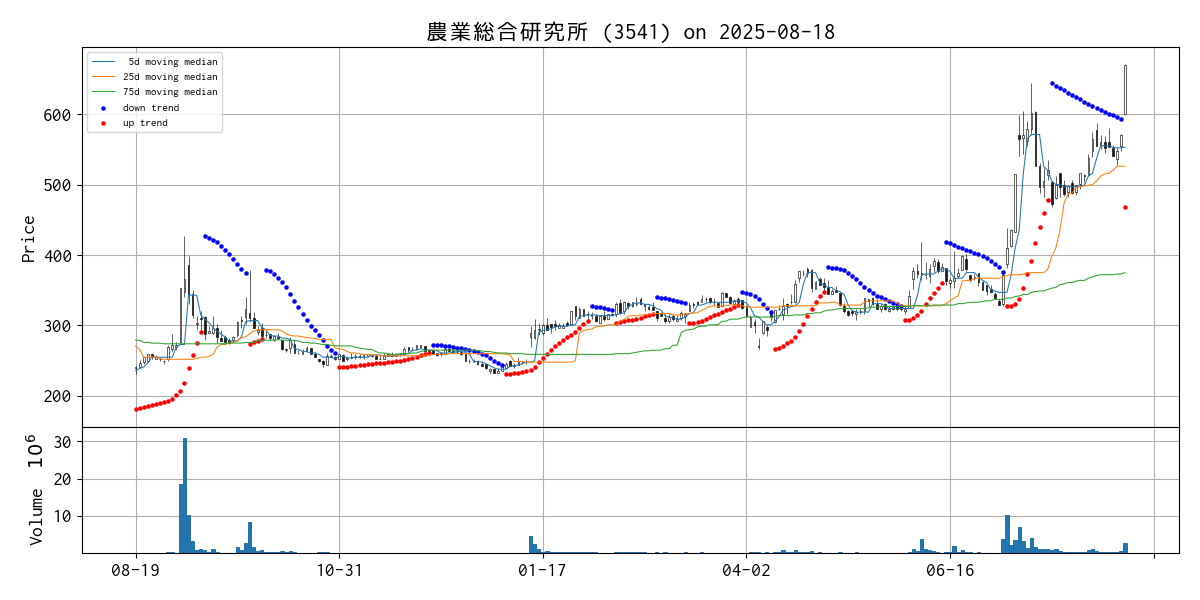 農業総合研究所 (3541) on 2025-08-18
5d moving median
25d moving median
75d moving median
down trend
up trend
Price
600
500
400
300
200
Volume 10^6
30
20
10
08-19
10-31
01-17
04-02
06-16